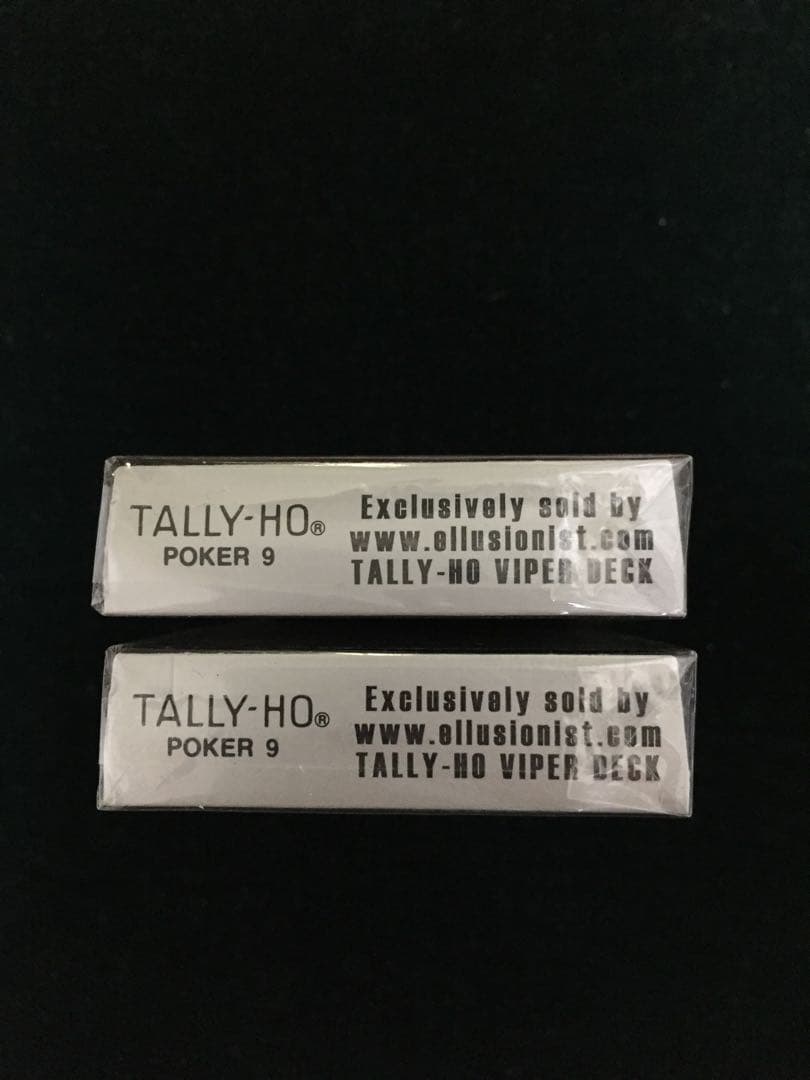 TALLY-HO®
POKER 9
Exclusively sold by
www.ellusionist.com
TALLY-HO VIPER DECK
TALLY-HO®
POKER 9
Exclusively sold by
www.ellusionist.com
TALLY-HO VIPER DECK